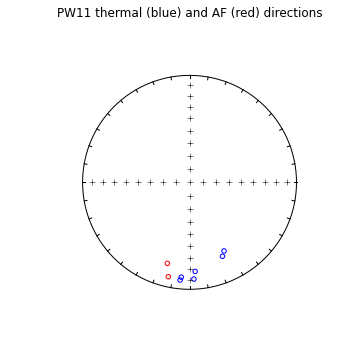 PW11 thermal (blue) and AF (red) directions